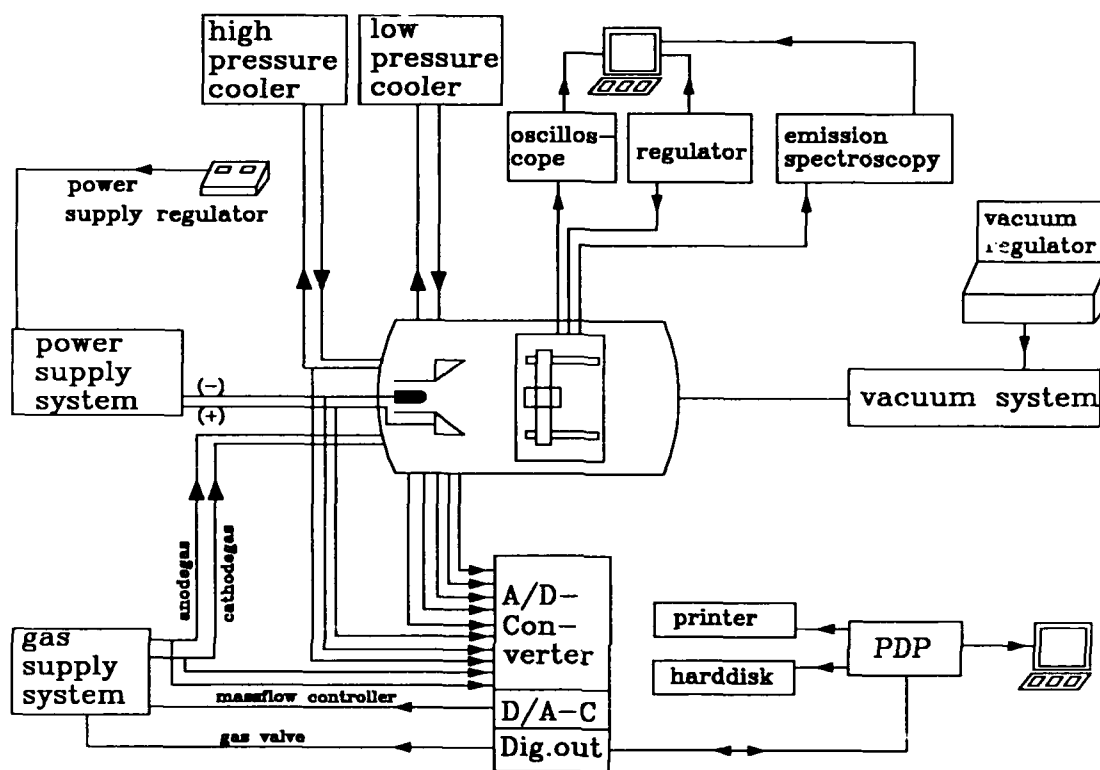 high
pressure
cooler
low
pressure
cooler
oscillos-
cope
regulator
emission
spectroscopy
power
supply regulator
vacuum
regulator
power
supply
system
(-)
(+)
vacuum system
anodegas
cathodegas
A/D-
Con-
verter
gas
supply
system
massflow controller
D/A-C
gas valve
Dig.out
printer
harddisk
PDP